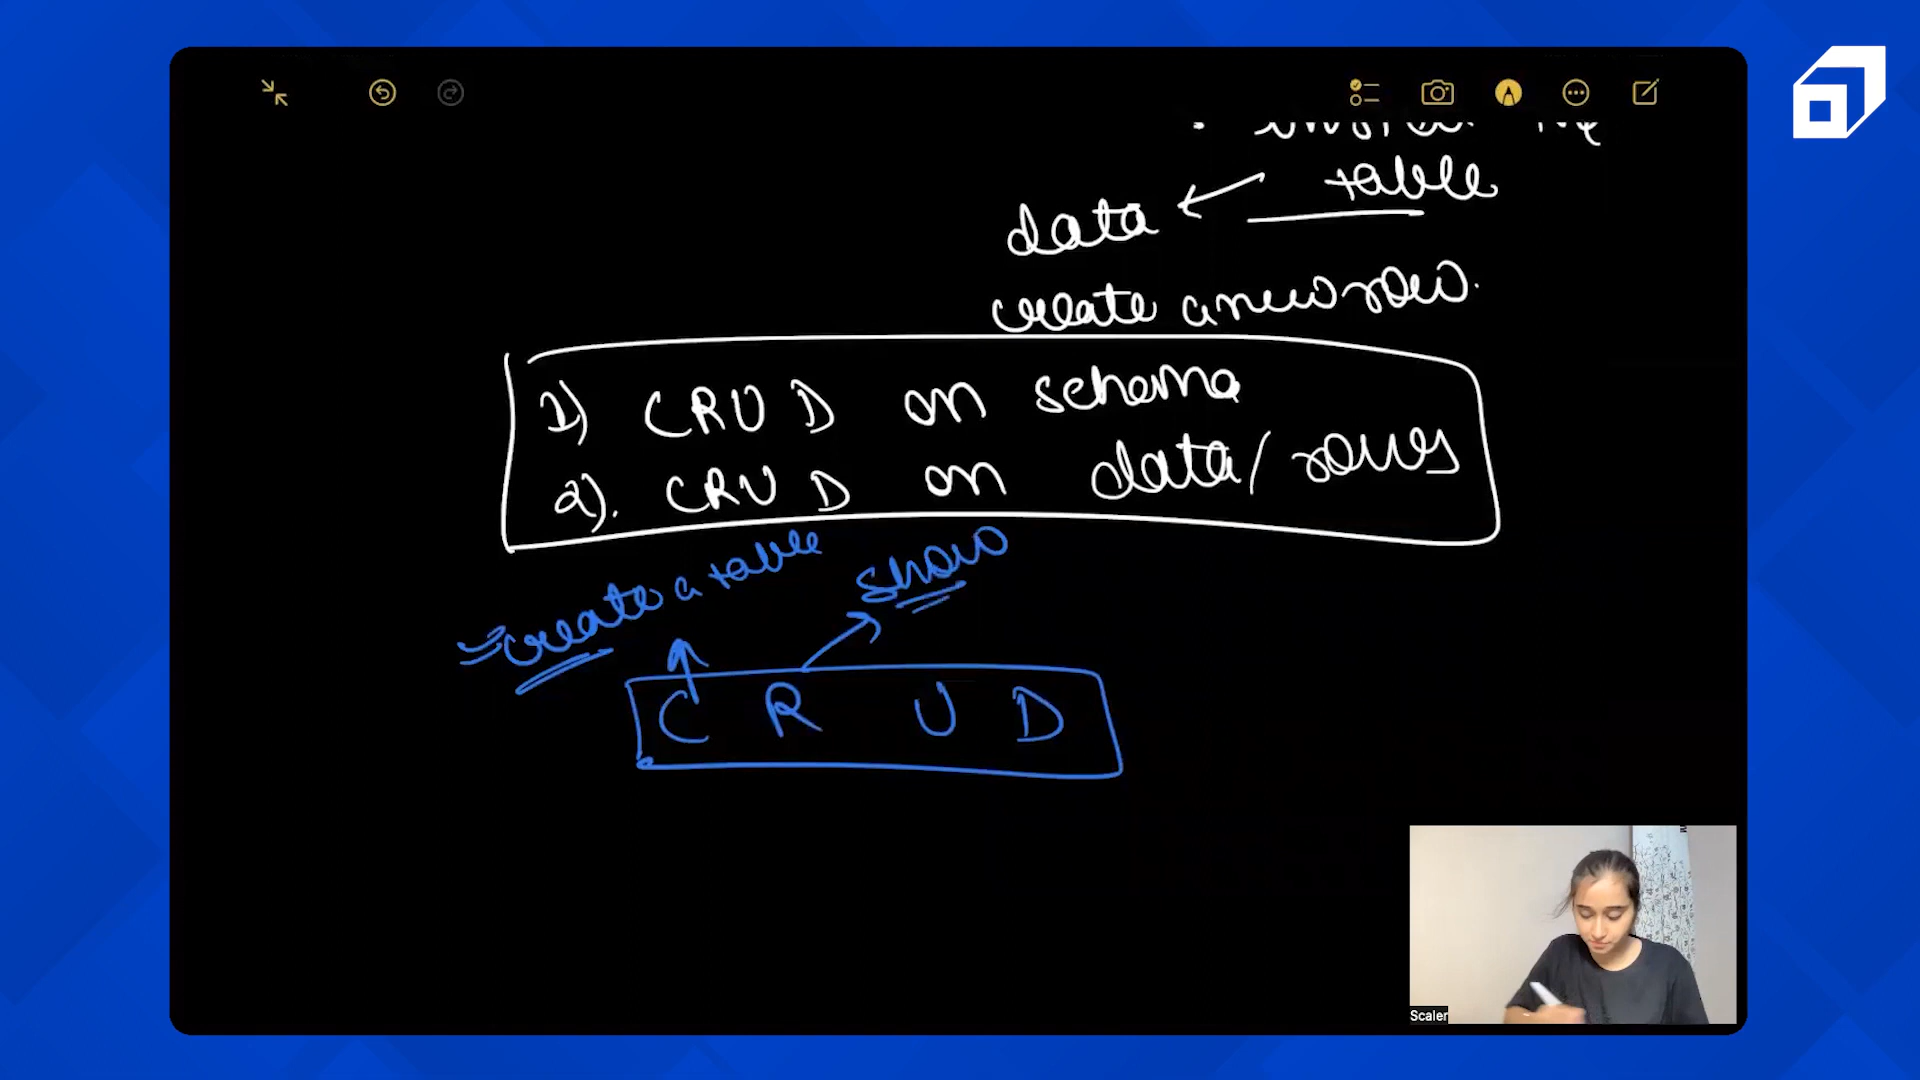 table
data
create a new row.
1) CRUD on schema
2). CRUD on data/rows
create a table
show
C R U D
Scaler